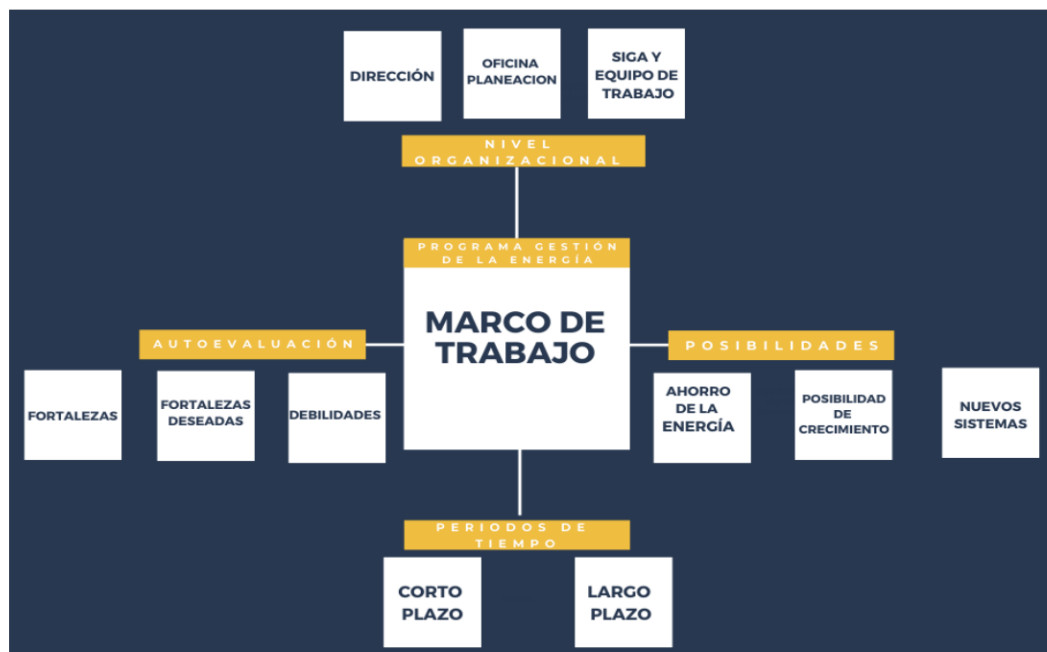 DIRECCIÓN
OFICINA
PLANEACION
SIGA Y
EQUIPO DE
TRABAJO
NIVEL
ORGANIZACIONAL
PROGRAMA GESTIÓN
DE LA ENERGÍA
MARCO DE
TRABAJO
AUTOEVALUACIÓN
FORTALEZAS
FORTALEZAS
DESEADAS
DEBILIDADES
POSIBILIDADES
AHORRO
DE LA
ENERGÍA
POSIBILIDAD
DE
CRECIMIENTO
NUEVOS
SISTEMAS
PERIODOS DE
TIEMPO
CORTO
PLAZO
LARGO
PLAZO